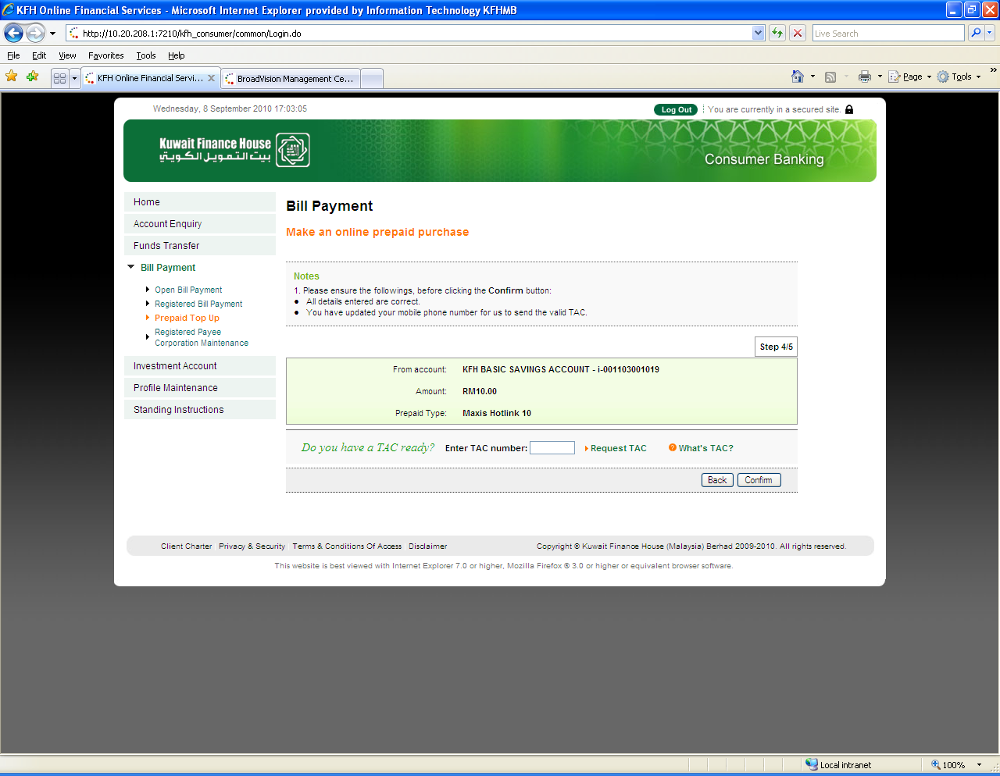 KFH Online Financial Services - Microsoft Internet Explorer provided by Information Technology KFHMB
http://10.20.208.1:7210/kfh_consumer/common/Login.do
Live Search
File Edit View Favorites Tools Help
KFH Online Financial Servi...
BroadVision Management Ce...
Page
Tools
Wednesday, 8 September 2010 17:03:05
Log Out
You are currently in a secured site.
Kuwait Finance House
بيت التمويل الكويتي
Consumer Banking
Home
Account Enquiry
Funds Transfer
Bill Payment
Open Bill Payment
Registered Bill Payment
Prepaid Top Up
Registered Payee
Corporation Maintenance
Investment Account
Profile Maintenance
Standing Instructions
Bill Payment
Make an online prepaid purchase
Notes
1. Please ensure the followings, before clicking the Confirm button:
• All details entered are correct.
• You have updated your mobile phone number for us to send the valid TAC.
Step 4/5
From account: KFH BASIC SAVINGS ACCOUNT - i-001103001019
Amount: RM10.00
Prepaid Type: Maxis Hotlink 10
Do you have a TAC ready? Enter TAC number: Request TAC ? What's TAC?
Back Confirm
Client Charter Privacy & Security Terms & Conditions Of Access Disclaimer
Copyright © Kuwait Finance House (Malaysia) Berhad 2009-2010. All rights reserved.
This website is best viewed with Internet Explorer 7.0 or higher, Mozilla Firefox ® 3.0 or higher or equivalent browser software.
Local intranet
100%